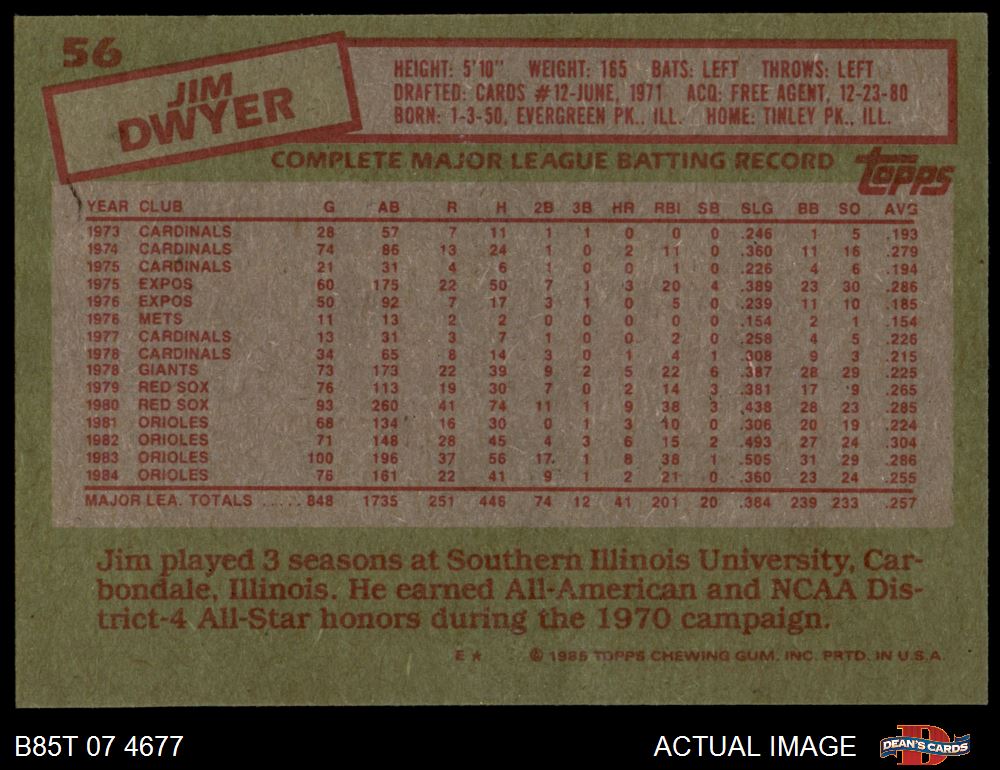 56
JIM
DWYER
HEIGHT: 5'10" WEIGHT: 165 BATS: LEFT THROWS: LEFT
DRAFTED: CARDS #12-JUNE, 1971 ACQ: FREE AGENT, 12-23-80
BORN: 1-3-50, EVERGREEN PK., ILL. HOME: TINLEY PK., ILL.
COMPLETE MAJOR LEAGUE BATTING RECORD
topps
YEAR CLUB G AB R H 2B 3B HR RBI SB SLG BB SO AVG
1973 CARDINALS 28 57 7 11 1 1 0 0 0 .246 1 5 .193
1974 CARDINALS 74 86 13 24 1 0 2 11 0 .360 11 16 .279
1975 CARDINALS 21 31 4 6 1 0 0 1 0 .226 4 6 .194
1975 EXPOS 60 175 22 50 7 1 3 20 4 .389 23 30 .286
1976 EXPOS 50 92 7 17 3 1 0 5 0 .239 11 10 .185
1976 METS 11 13 2 2 0 0 0 0 0 .154 2 1 .154
1977 CARDINALS 13 31 3 7 1 0 0 2 0 .258 4 5 .226
1978 CARDINALS 34 65 8 14 3 0 1 4 1 .308 9 3 .215
1978 GIANTS 73 173 22 39 9 2 5 22 6 .387 28 29 .225
1979 RED SOX 76 113 19 30 7 0 2 14 3 .381 17 9 .265
1980 RED SOX 93 260 41 74 11 1 9 38 3 .438 28 23 .285
1981 ORIOLES 68 134 16 30 0 1 3 10 0 .306 20 19 .224
1982 ORIOLES 71 148 28 45 4 3 6 15 2 .493 27 24 .304
1983 ORIOLES 100 196 37 56 17 1 8 38 1 .505 31 29 .286
1984 ORIOLES 76 161 22 41 9 1 2 21 0 .360 23 24 .255
MAJOR LEA. TOTALS ..... 848 1735 251 446 74 12 41 201 20 .384 239 233 .257
Jim played 3 seasons at Southern Illinois University, Car-
bondale, Illinois. He earned All-American and NCAA Dis-
trict-4 All-Star honors during the 1970 campaign.
E ★ © 1985 TOPPS CHEWING GUM, INC. PRTD. IN U.S.A.
B85T 07 4677 ACTUAL IMAGE DEAN'S CARDS